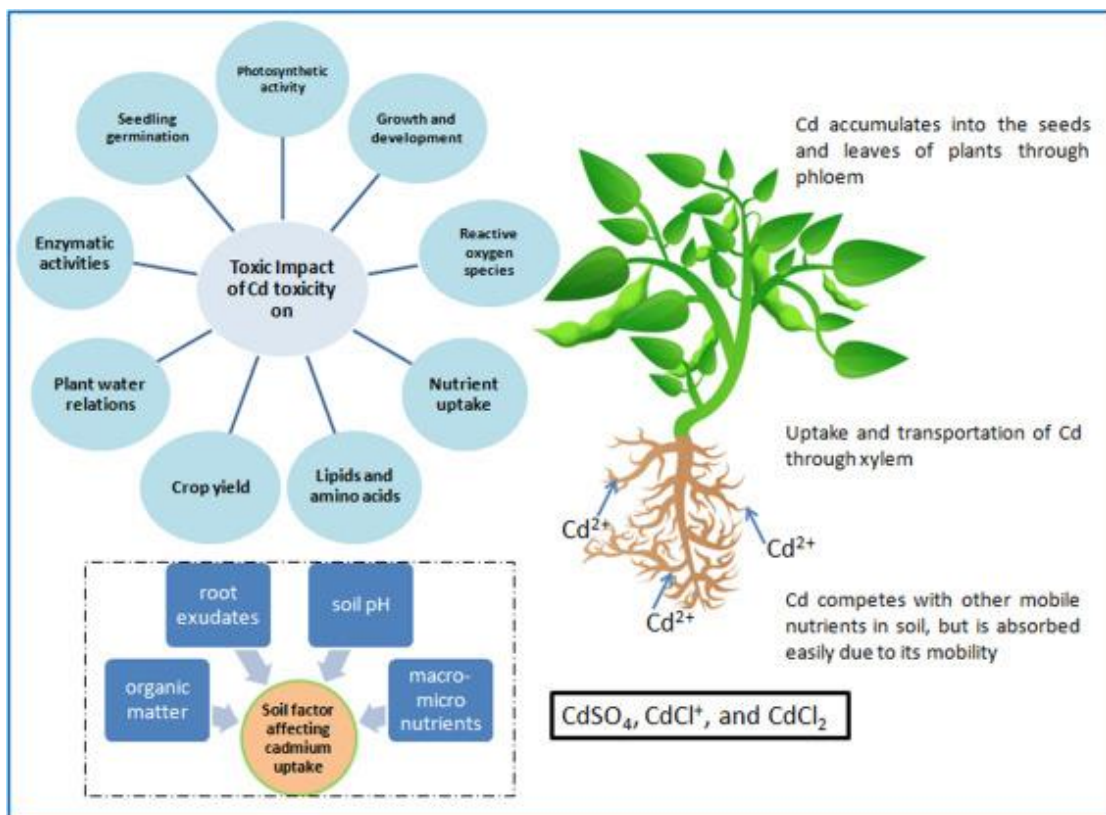 Photosynthetic
activity
Seedling
germination
Growth and
development
Enzymatic
activities
Reactive
oxygen
species
Toxic Impact
of Cd toxicity
on
Plant water
relations
Nutrient
uptake
Crop yield
Lipids and
amino acids
Cd accumulates into the seeds
and leaves of plants through
phloem
Uptake and transportation of Cd
through xylem
Cd²⁺
Cd²⁺
Cd²⁺
Cd competes with other mobile
nutrients in soil, but is absorbed
easily due to its mobility
root
exudates
soil pH
organic
matter
macro-
micro
nutrients
Soil factor
affecting
cadmium
uptake
CdSO₄, CdCl⁺, and CdCl₂